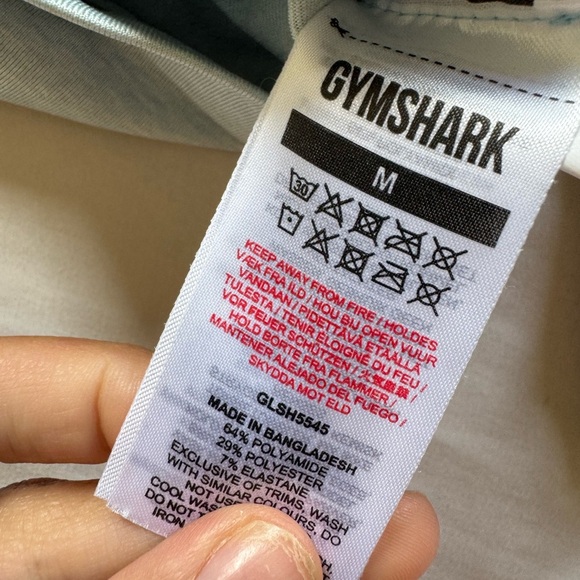 GYMSHARK
M
30
KEEP AWAY FROM FIRE / HOLDES
VÆK FRA ILD / HOU BIJ OPEN VUUR
VANDAAN / PIDETTÄVÄ ETÄÄLLÄ
TULESTA / TENIR ÉLOIGNÉ DU FEU /
VOR FEUER SCHÜTZEN /
HOLD BORTE FRA FLAMMER /
MANTENER ALEJADO DEL FUEGO /
SKYDDA MOT ELD
GLSH5545
MADE IN BANGLADESH
64% POLYAMIDE
29% POLYESTER
7% ELASTANE
EXCLUSIVE OF TRIMS, WASH
WITH SIMILAR COLOURS, DO
NOT
COOL
DO
IRON